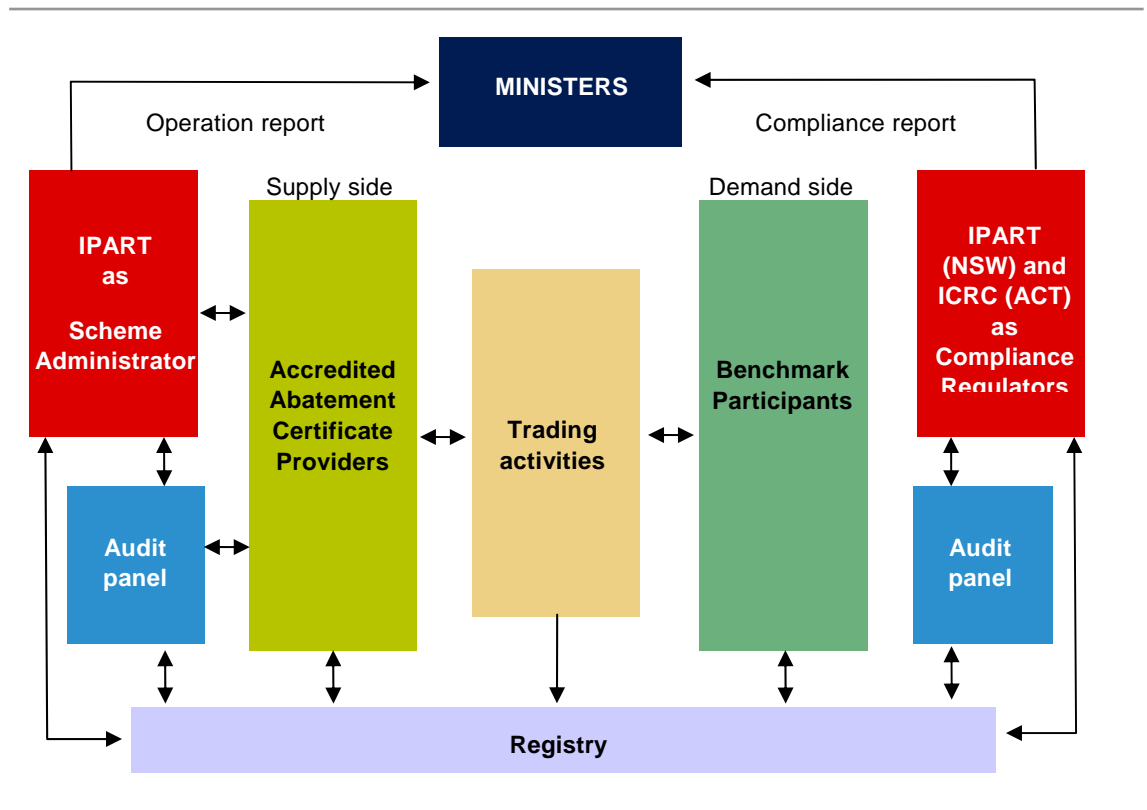 MINISTERS
Operation report
Compliance report
Supply side
Demand side
IPART
as
Scheme
Administrator
Accredited
Abatement
Certificate
Providers
Trading
activities
Benchmark
Participants
IPART
(NSW) and
ICRC (ACT)
as
Compliance
Regulators
Audit
panel
Audit
panel
Registry